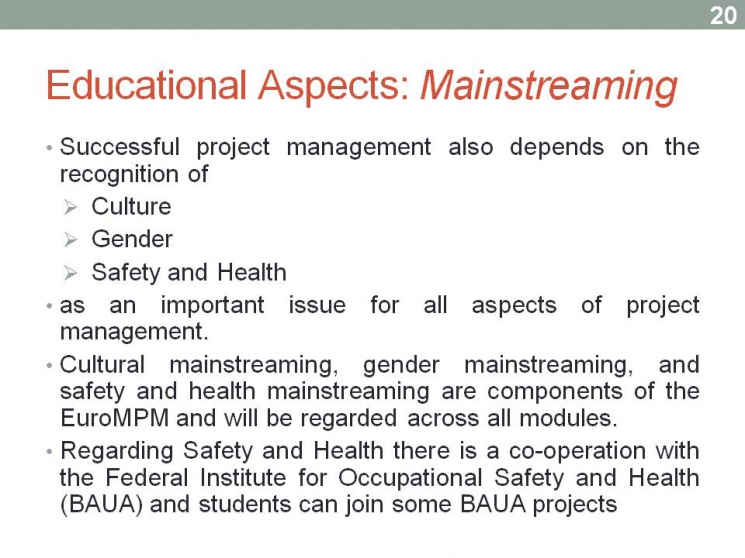 20
Educational Aspects: Mainstreaming
• Successful project management also depends on the
recognition of
➢ Culture
➢ Gender
➢ Safety and Health
• as an important issue for all aspects of project
management.
• Cultural mainstreaming, gender mainstreaming, and
safety and health mainstreaming are components of the
EuroMPM and will be regarded across all modules.
• Regarding Safety and Health there is a co-operation with
the Federal Institute for Occupational Safety and Health
(BAUA) and students can join some BAUA projects